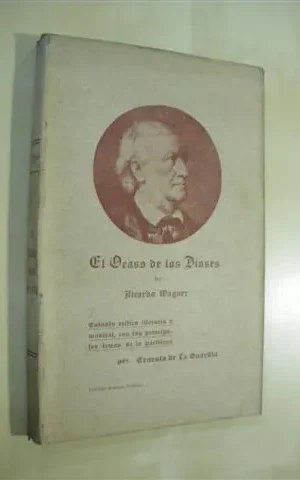 El Ocaso de los Dioses
de
Ricardo Wagner
Estudio crítico literario y
musical, con los principa-
les temas de la partitura
por Ernesto de La Guardia